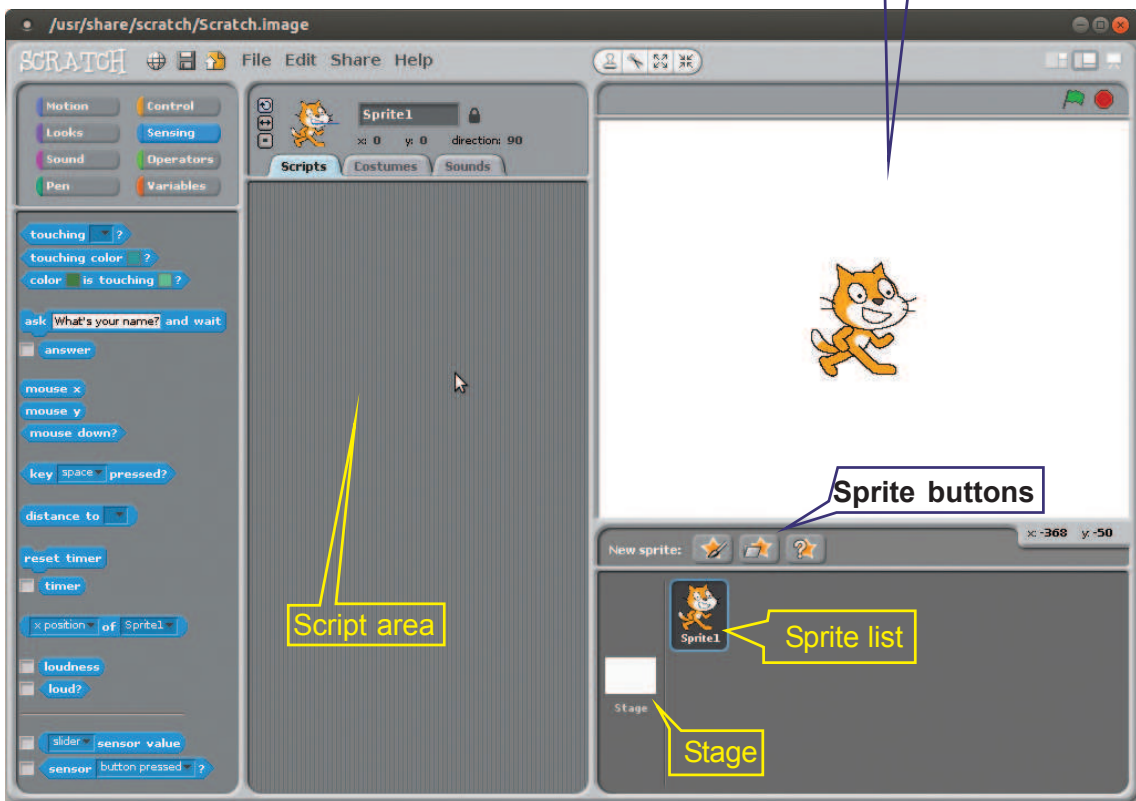 /usr/share/scratch/Scratch.image
SCRATCH File Edit Share Help
Motion Control
Looks Sensing
Sound Operators
Pen Variables
Sprite1
x: 0 y: 0 direction: 90
Scripts Costumes Sounds
touching ?
touching color ?
color is touching ?
ask What's your name? and wait
answer
mouse x
mouse y
mouse down?
key space pressed?
distance to
reset timer
timer
x position of Sprite1
loudness
loud?
slider sensor value
sensor button pressed ?
Script area
Sprite buttons
x: -368 y: -50
New sprite:
Sprite1
Sprite list
Stage
Stage